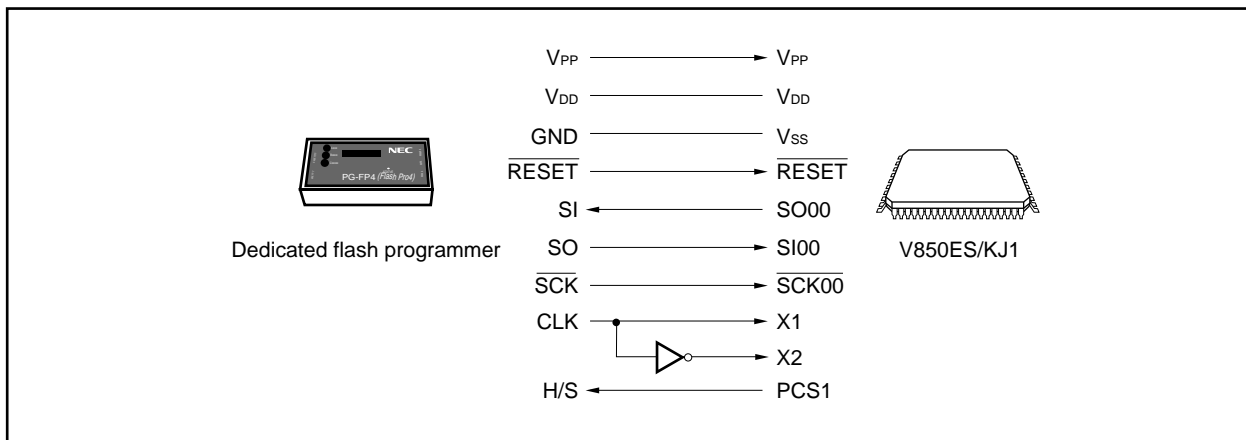 VPP VPP
VDD VDD
GND VSS
RESET RESET
SI SO00
SO SI00
SCK SCK00
CLK X1
X2
H/S PCS1
NEC
PG-FP4 (Flash Pro4)
Dedicated flash programmer
V850ES/KJ1